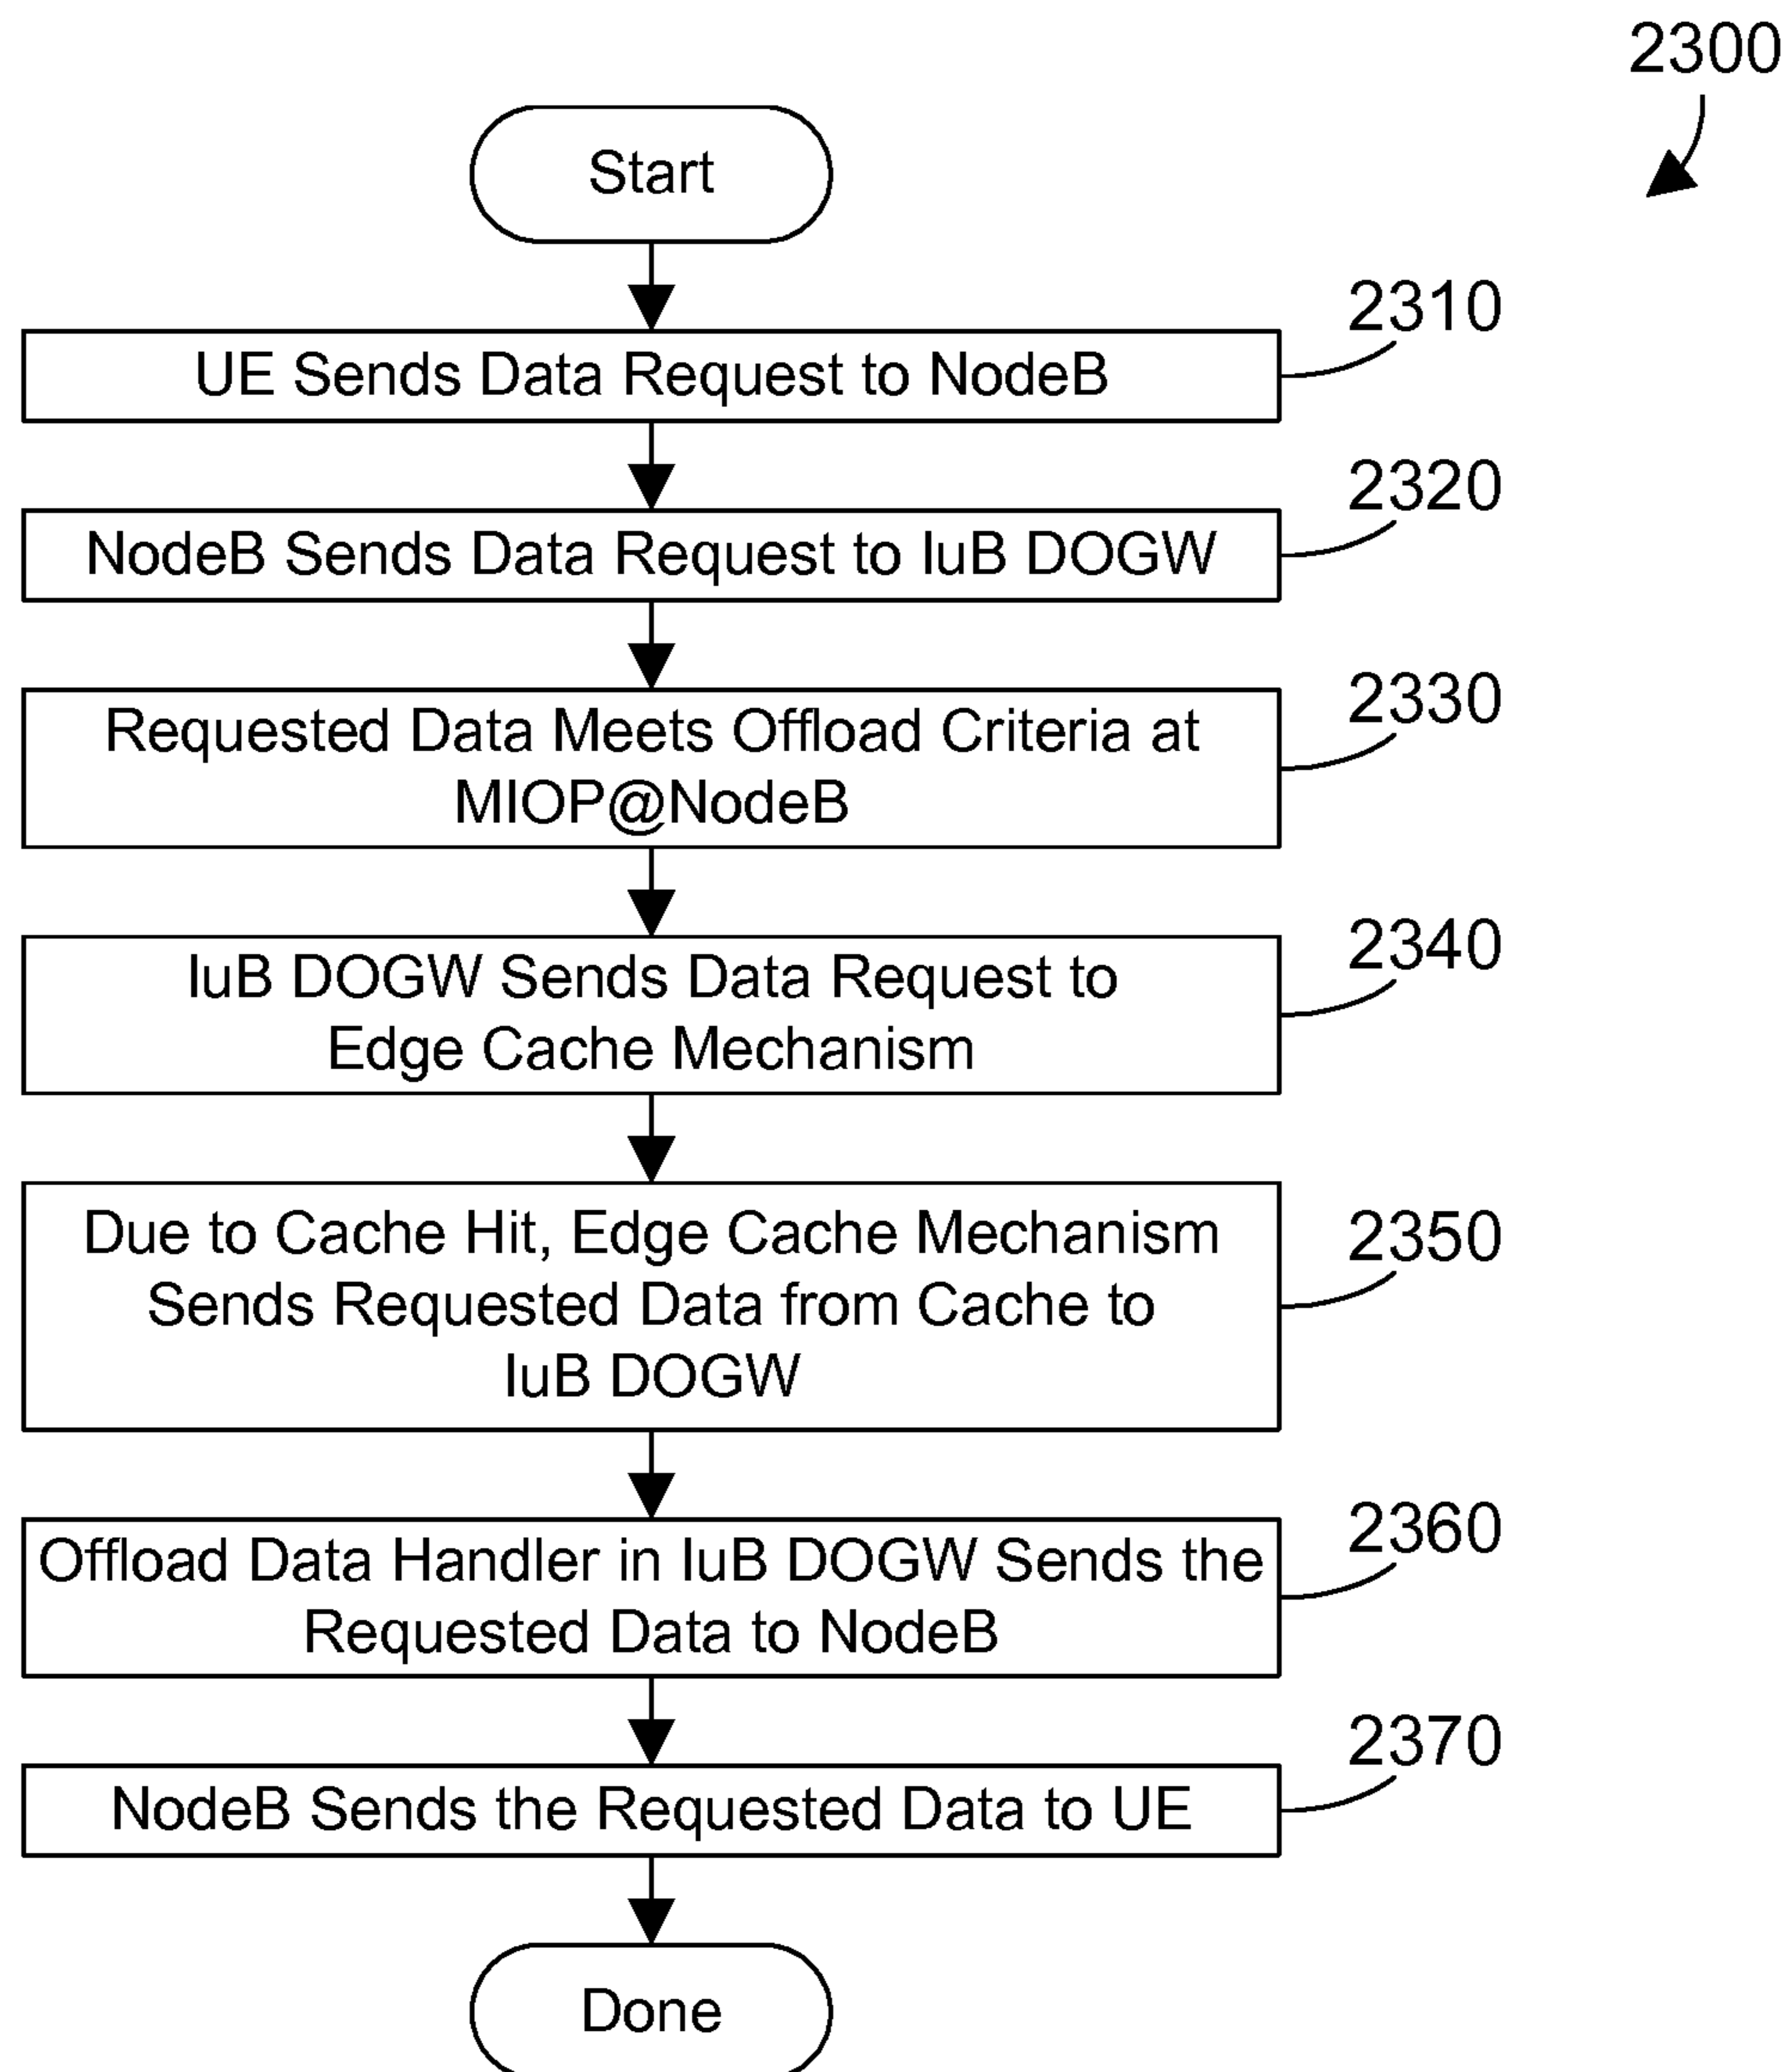 2300
Start
2310
UE Sends Data Request to NodeB
2320
NodeB Sends Data Request to IuB DOGW
2330
Requested Data Meets Offload Criteria at
MIOP@NodeB
2340
IuB DOGW Sends Data Request to
Edge Cache Mechanism
2350
Due to Cache Hit, Edge Cache Mechanism
Sends Requested Data from Cache to
IuB DOGW
2360
Offload Data Handler in IuB DOGW Sends the
Requested Data to NodeB
2370
NodeB Sends the Requested Data to UE
Done